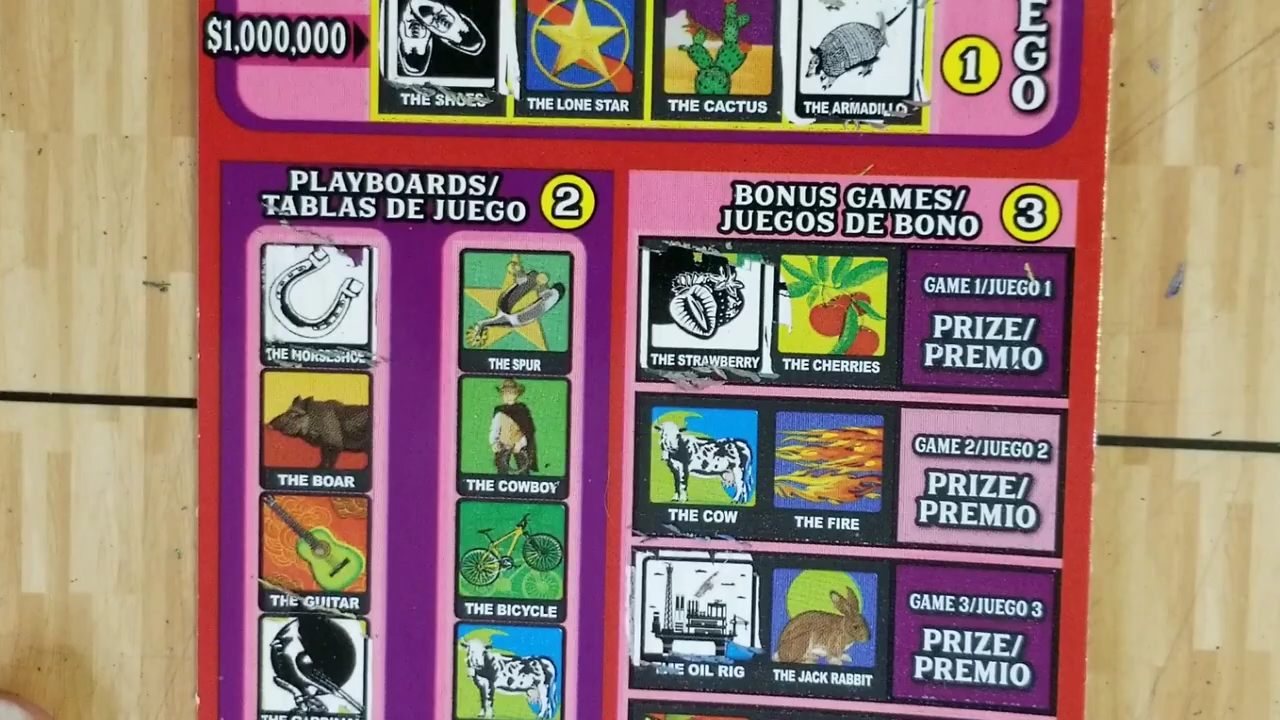 $1,000,000
THE SHOES
THE LONE STAR
THE CACTUS
THE ARMADILLO
1
EGO
PLAYBOARDS/
TABLAS DE JUEGO
2
THE HORSESHOE
THE SPUR
THE BOAR
THE COWBOY
THE GUITAR
THE BICYCLE
BONUS GAMES/
JUEGOS DE BONO
3
THE STRAWBERRY
THE CHERRIES
GAME 1/JUEGO 1
PRIZE/
PREMIO
THE COW
THE FIRE
GAME 2/JUEGO 2
PRIZE/
PREMIO
THE OIL RIG
THE JACK RABBIT
GAME 3/JUEGO 3
PRIZE/
PREMIO